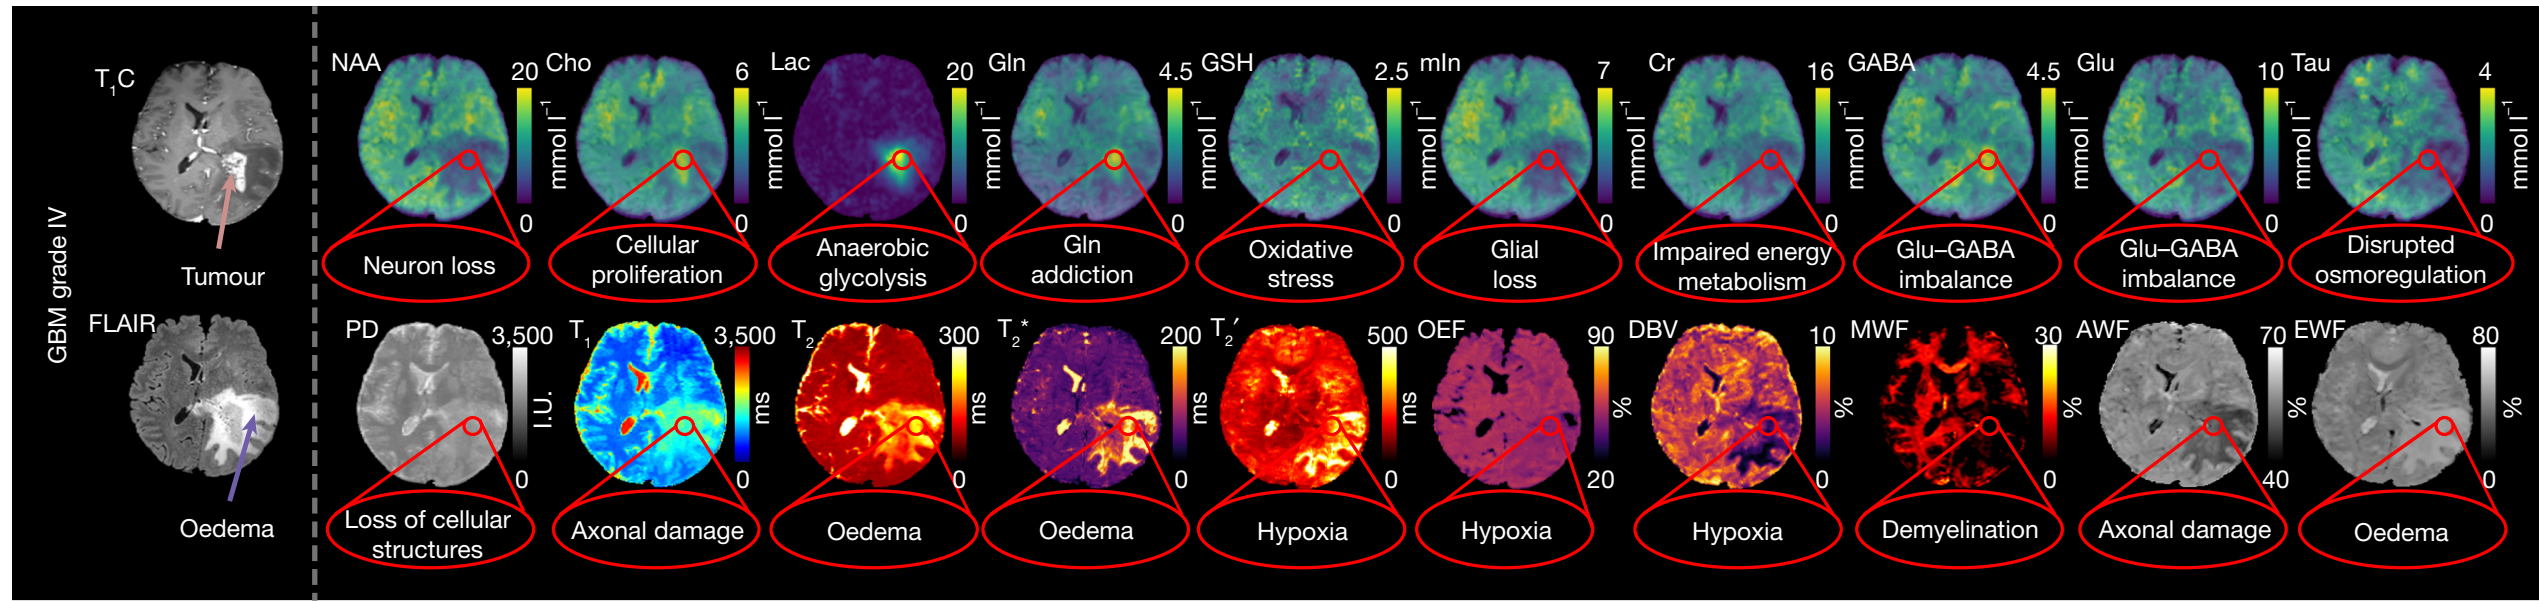 GBM grade IV
T₁C
Tumour
FLAIR
Oedema
NAA
20
0
mmol l⁻¹
Neuron loss
Cho
6
0
mmol l⁻¹
Cellular
proliferation
Lac
20
0
mmol l⁻¹
Anaerobic
glycolysis
Gln
4.5
0
mmol l⁻¹
Gln
addiction
GSH
2.5
0
mmol l⁻¹
Oxidative
stress
mIn
7
0
mmol l⁻¹
Glial
loss
Cr
16
0
mmol l⁻¹
Impaired energy
metabolism
GABA
4.5
0
mmol l⁻¹
Glu–GABA
imbalance
Glu
10
0
mmol l⁻¹
Glu–GABA
imbalance
Tau
4
0
mmol l⁻¹
Disrupted
osmoregulation
PD
3,500
0
I.U.
Loss of cellular
structures
T₁
3,500
0
ms
Axonal damage
T₂
300
0
ms
Oedema
T₂*
200
0
ms
Oedema
T₂′
500
0
ms
Hypoxia
OEF
90
20
%
Hypoxia
DBV
10
0
%
Hypoxia
MWF
30
0
%
Demyelination
AWF
70
40
%
Axonal damage
EWF
80
0
%
Oedema